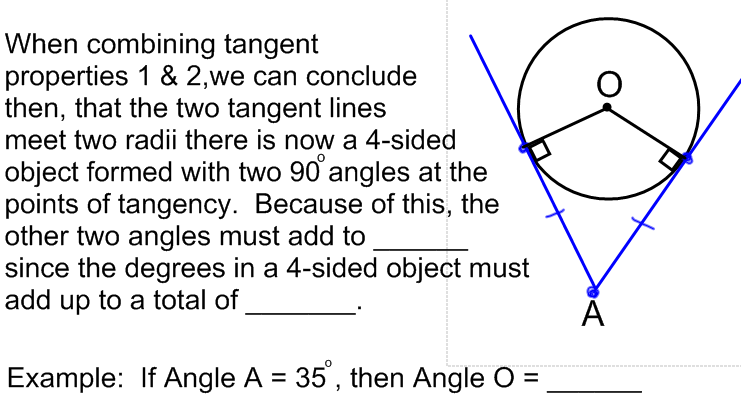 When combining tangent
properties 1 & 2,we can conclude
then, that the two tangent lines
meet two radii there is now a 4-sided
object formed with two 90° angles at the
points of tangency.  Because of this, the
other two angles must add to ______
since the degrees in a 4-sided object must
add up to a total of _______.
Example:  If Angle A = 35°, then Angle O = ______
O
A